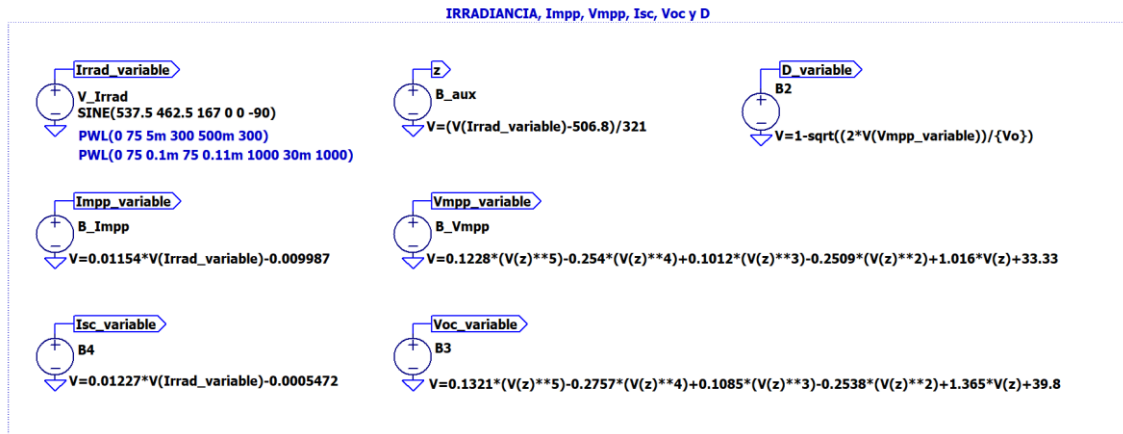 IRRADIANCIA, Impp, Vmpp, Isc, Voc y D
Irrad_variable
V_Irrad
SINE(537.5 462.5 167 0 0 -90)
PWL(0 75 5m 300 500m 300)
PWL(0 75 0.1m 75 0.11m 1000 30m 1000)
z
B_aux
V=(V(Irrad_variable)-506.8)/321
D_variable
B2
V=1-sqrt((2*V(Vmpp_variable))/{Vo})
Impp_variable
B_Impp
V=0.01154*V(Irrad_variable)-0.009987
Vmpp_variable
B_Vmpp
V=0.1228*(V(z)**5)-0.254*(V(z)**4)+0.1012*(V(z)**3)-0.2509*(V(z)**2)+1.016*V(z)+33.33
Isc_variable
B4
V=0.01227*V(Irrad_variable)-0.0005472
Voc_variable
B3
V=0.1321*(V(z)**5)-0.2757*(V(z)**4)+0.1085*(V(z)**3)-0.2538*(V(z)**2)+1.365*V(z)+39.8